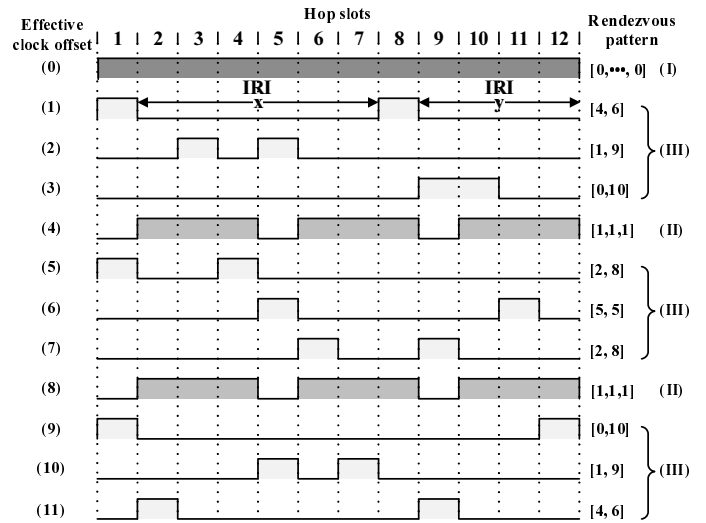 Hop slots
Effective clock offset
1 2 3 4 5 6 7 8 9 10 11 12
Rendezvous pattern
(0) [0,•••, 0] (I)
IRI x IRI y
(1) [4, 6]
(2) [1, 9] (III)
(3) [0,10]
(4) [1,1,1] (II)
(5) [2, 8]
(6) [5, 5] (III)
(7) [2, 8]
(8) [1,1,1] (II)
(9) [0,10]
(10) [1, 9] (III)
(11) [4, 6]